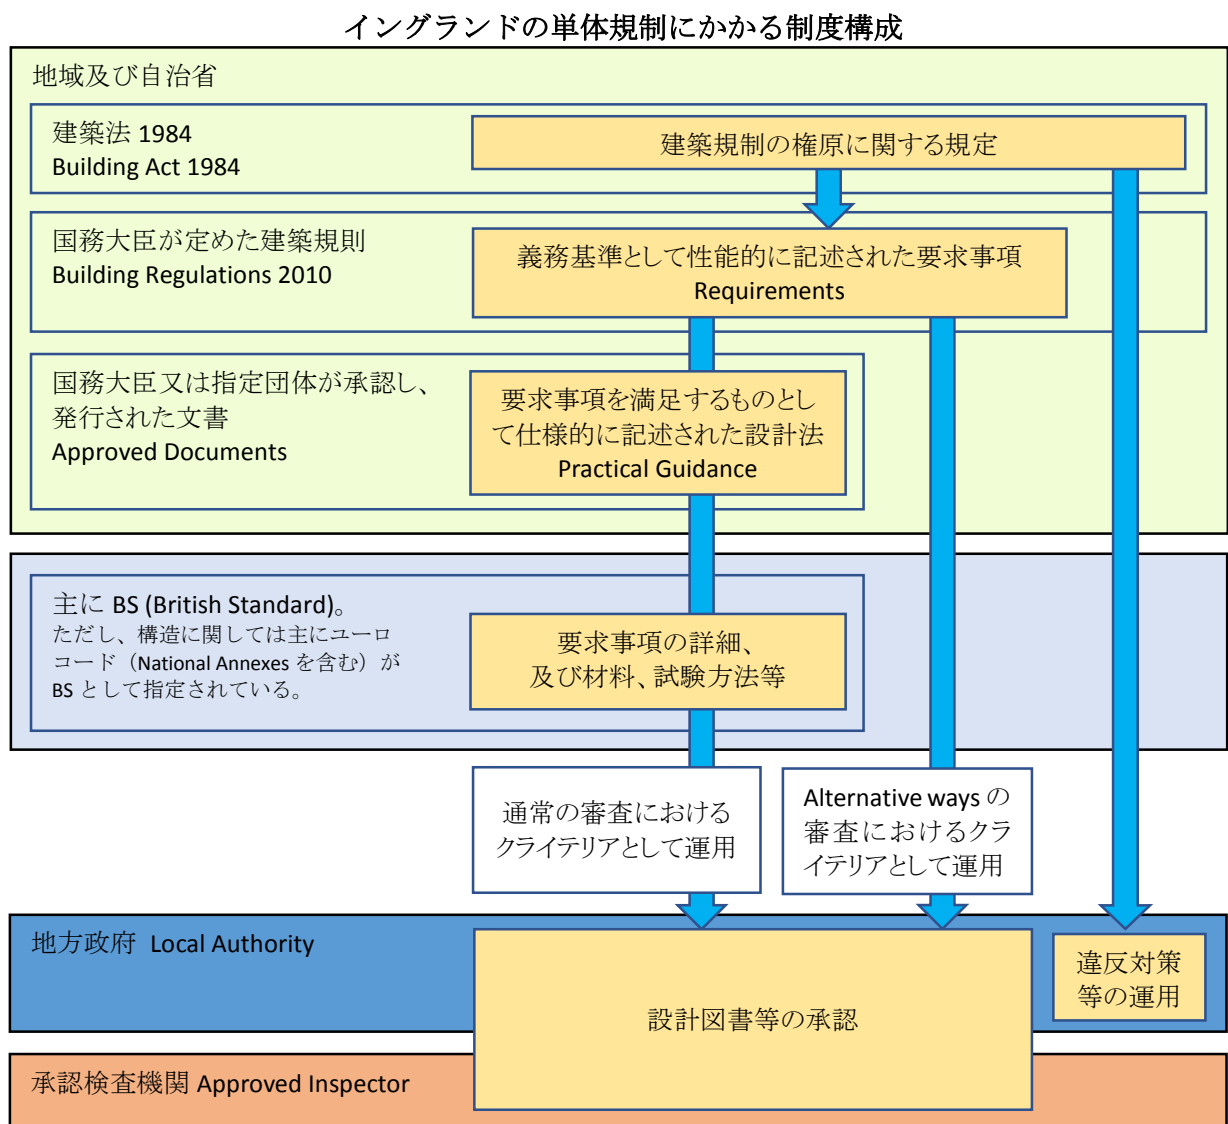 イングランドの単体規制にかかる制度構成
地域及び自治省
建築法 1984
Building Act 1984
建築規制の権原に関する規定
国務大臣が定めた建築規則
Building Regulations 2010
義務基準として性能的に記述された要求事項
Requirements
国務大臣又は指定団体が承認し、
発行された文書
Approved Documents
要求事項を満足するものとし
て仕様的に記述された設計法
Practical Guidance
主に BS (British Standard)。
ただし、構造に関しては主にユーロ
コード（National Annexes を含む）が
BS として指定されている。
要求事項の詳細、
及び材料、試験方法等
通常の審査における
クライテリアとして運用
Alternative ways の
審査におけるクラ
イテリアとして運用
地方政府 Local Authority
違反対策
等の運用
設計図書等の承認
承認検査機関 Approved Inspector